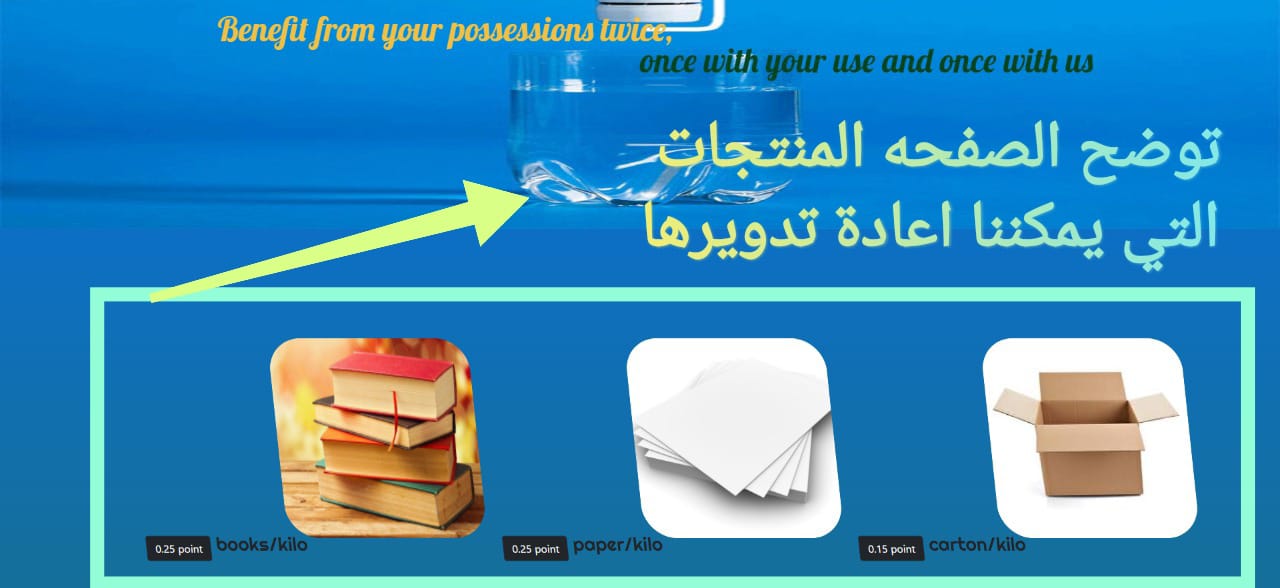 Benefit from your possessions twice,
once with your use and once with us
توضح الصفحه المنتجات
التي يمكننا اعادة تدويرها
0.25 point books/kilo
0.25 point paper/kilo
0.15 point carton/kilo